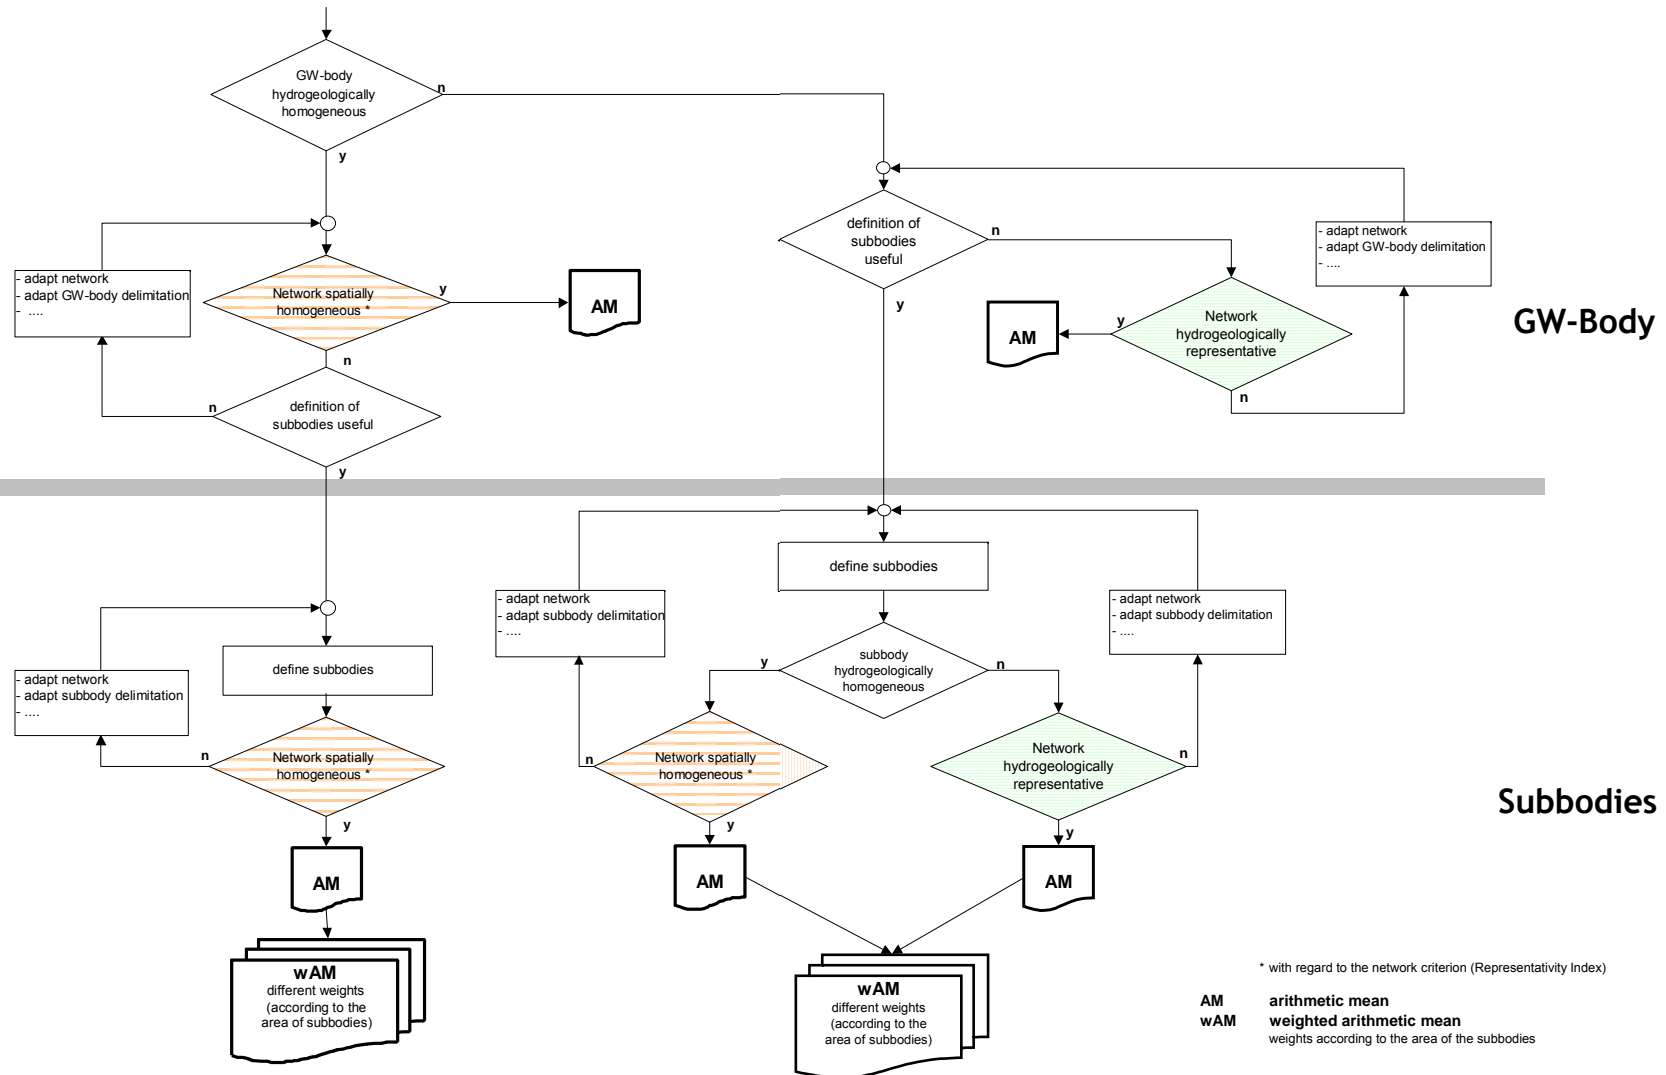 GW-body
hydrogeologically
homogeneous
n
y
definition of
subbodies
useful
n
y
- adapt network
- adapt GW-body delimitation
- ....
- adapt network
- adapt GW-body delimitation
- ....
Network spatially
homogeneous *
y
n
AM
AM
y
Network
hydrogeologically
representative
n
GW-Body
definition of
subbodies useful
n
y
define subbodies
- adapt network
- adapt subbody delimitation
- ....
- adapt network
- adapt subbody delimitation
- ....
subbody
hydrogeologically
homogeneous
y
n
define subbodies
- adapt network
- adapt subbody delimitation
- ....
Network spatially
homogeneous *
n
y
Network spatially
homogeneous *
n
y
Network
hydrogeologically
representative
n
y
Subbodies
AM
AM
AM
wAM
different weights
(according to the
area of subbodies)
wAM
different weights
(according to the
area of subbodies)
* with regard to the network criterion (Representativity Index)
AM arithmetic mean
wAM weighted arithmetic mean
weights according to the area of the subbodies